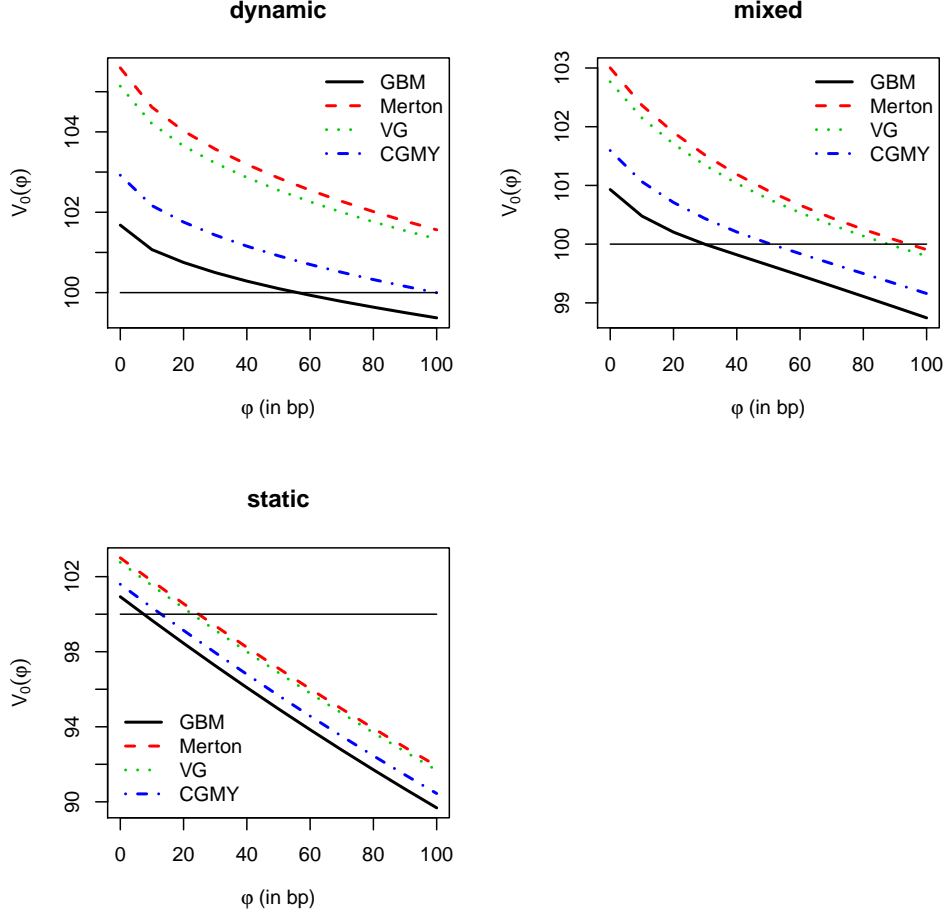 dynamic
GBM
Merton
VG
CGMY
V0(φ)
100 102 104
0 20 40 60 80 100
φ (in bp)
mixed
GBM
Merton
VG
CGMY
V0(φ)
99 100 101 102 103
0 20 40 60 80 100
φ (in bp)
static
GBM
Merton
VG
CGMY
V0(φ)
90 94 98 102
0 20 40 60 80 100
φ (in bp)